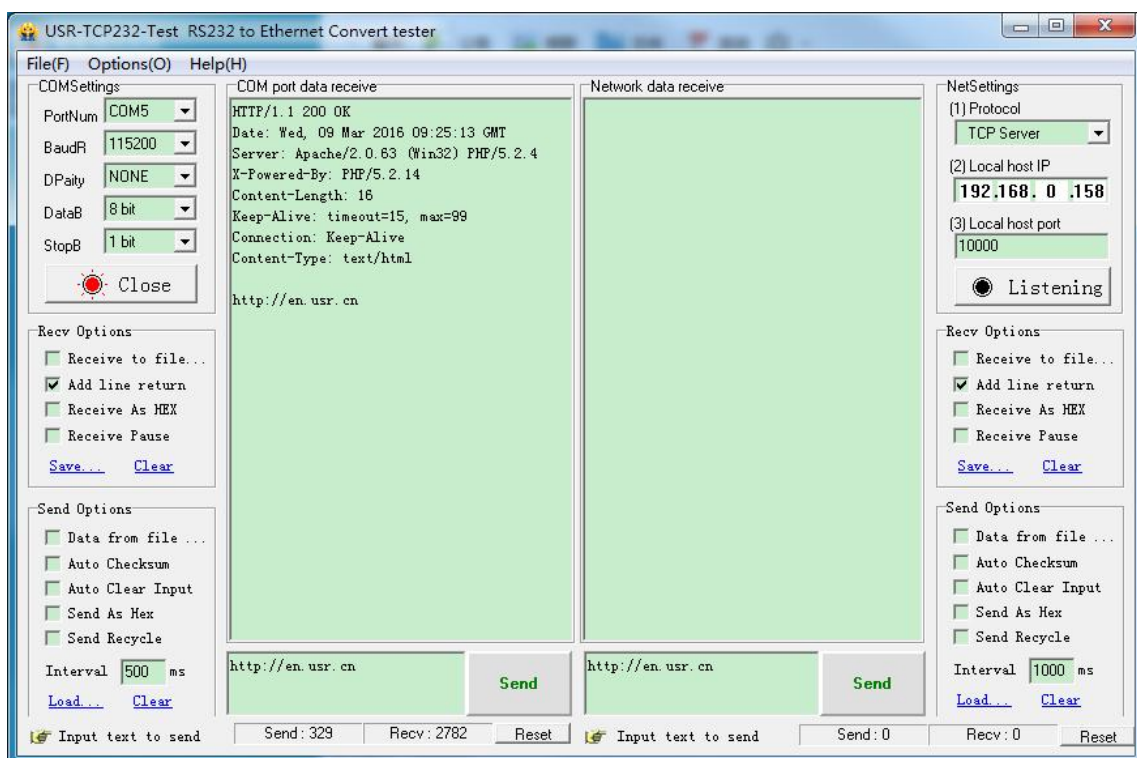 USR-TCP232-Test RS232 to Ethernet Convert tester
File(F) Options(O) Help(H)
COMSettings
PortNum COM5
BaudR 115200
DPaity NONE
DataB 8 bit
StopB 1 bit
Close
Recv Options
Receive to file...
Add line return
Receive As HEX
Receive Pause
Save... Clear
Send Options
Data from file ...
Auto Checksum
Auto Clear Input
Send As Hex
Send Recycle
Interval 500 ms
Load... Clear
COM port data receive
HTTP/1.1 200 OK
Date: Wed, 09 Mar 2016 09:25:13 GMT
Server: Apache/2.0.63 (Win32) PHP/5.2.4
X-Powered-By: PHP/5.2.14
Content-Length: 16
Keep-Alive: timeout=15, max=99
Connection: Keep-Alive
Content-Type: text/html
http://en.usr.cn
http://en.usr.cn
Send
Network data receive
http://en.usr.cn
Send
NetSettings
(1) Protocol
TCP Server
(2) Local host IP
192.168. 0 .158
(3) Local host port
10000
Listening
Recv Options
Receive to file...
Add line return
Receive As HEX
Receive Pause
Save... Clear
Send Options
Data from file ...
Auto Checksum
Auto Clear Input
Send As Hex
Send Recycle
Interval 1000 ms
Load... Clear
Input text to send Send : 329 Recv : 2782 Reset Input text to send Send : 0 Recv : 0 Reset